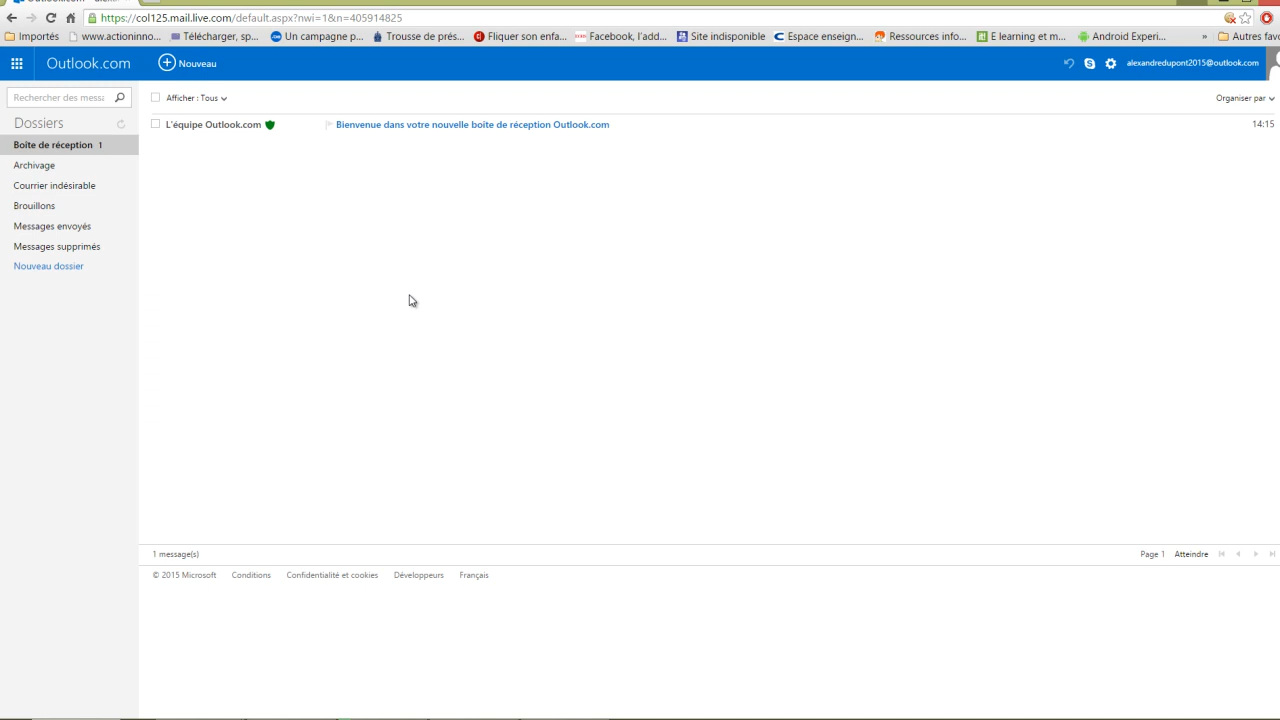 https://col125.mail.live.com/default.aspx?nwi=1&n=405914825
Importés www.actioninno... Télécharger, sp... Un campagne p... Trousse de prés... Fliquer son enfa... Facebook, l'add... Site indisponible Espace enseign... Ressources info... E learning et m... Android Experi... » Autres favo
Outlook.com Nouveau alexandredupont2015@outlook.com
Rechercher des messa Afficher : Tous Organiser par
Dossiers
L'équipe Outlook.com Bienvenue dans votre nouvelle boîte de réception Outlook.com 14:15
Boîte de réception 1
Archivage
Courrier indésirable
Brouillons
Messages envoyés
Messages supprimés
Nouveau dossier
1 message(s) Page 1 Atteindre
© 2015 Microsoft Conditions Confidentialité et cookies Développeurs Français